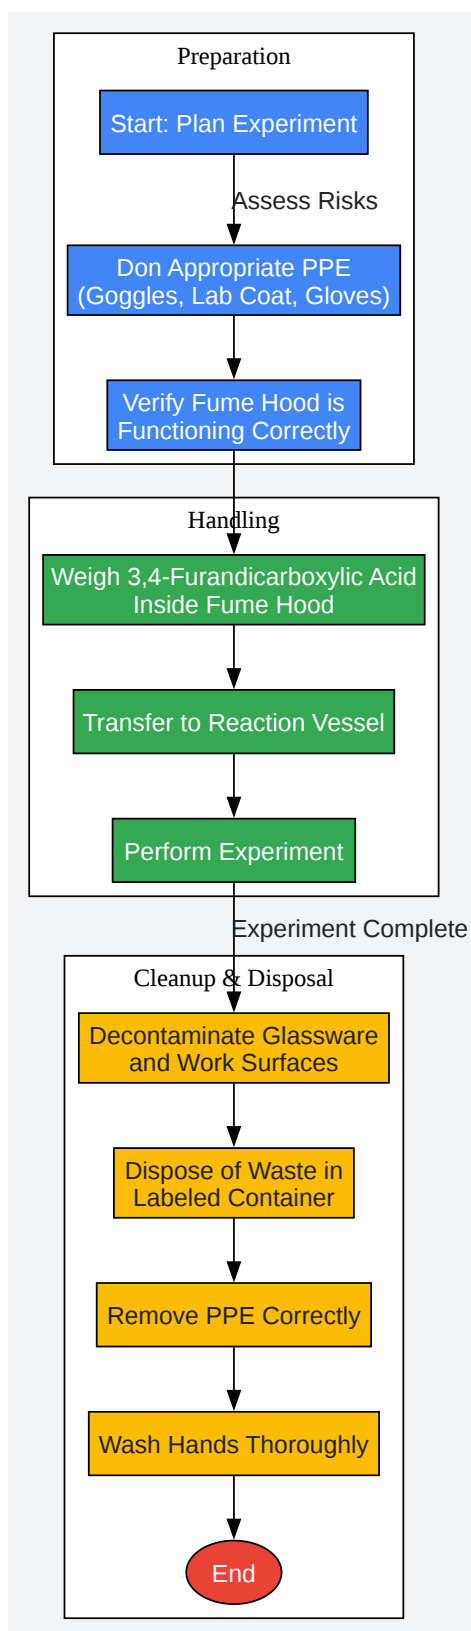 Preparation
Start: Plan Experiment
Assess Risks
Don Appropriate PPE
(Goggles, Lab Coat, Gloves)
Verify Fume Hood is
Functioning Correctly
Handling
Weigh 3,4-Furandicarboxylic Acid
Inside Fume Hood
Transfer to Reaction Vessel
Perform Experiment
Experiment Complete
Cleanup & Disposal
Decontaminate Glassware
and Work Surfaces
Dispose of Waste in
Labeled Container
Remove PPE Correctly
Wash Hands Thoroughly
End